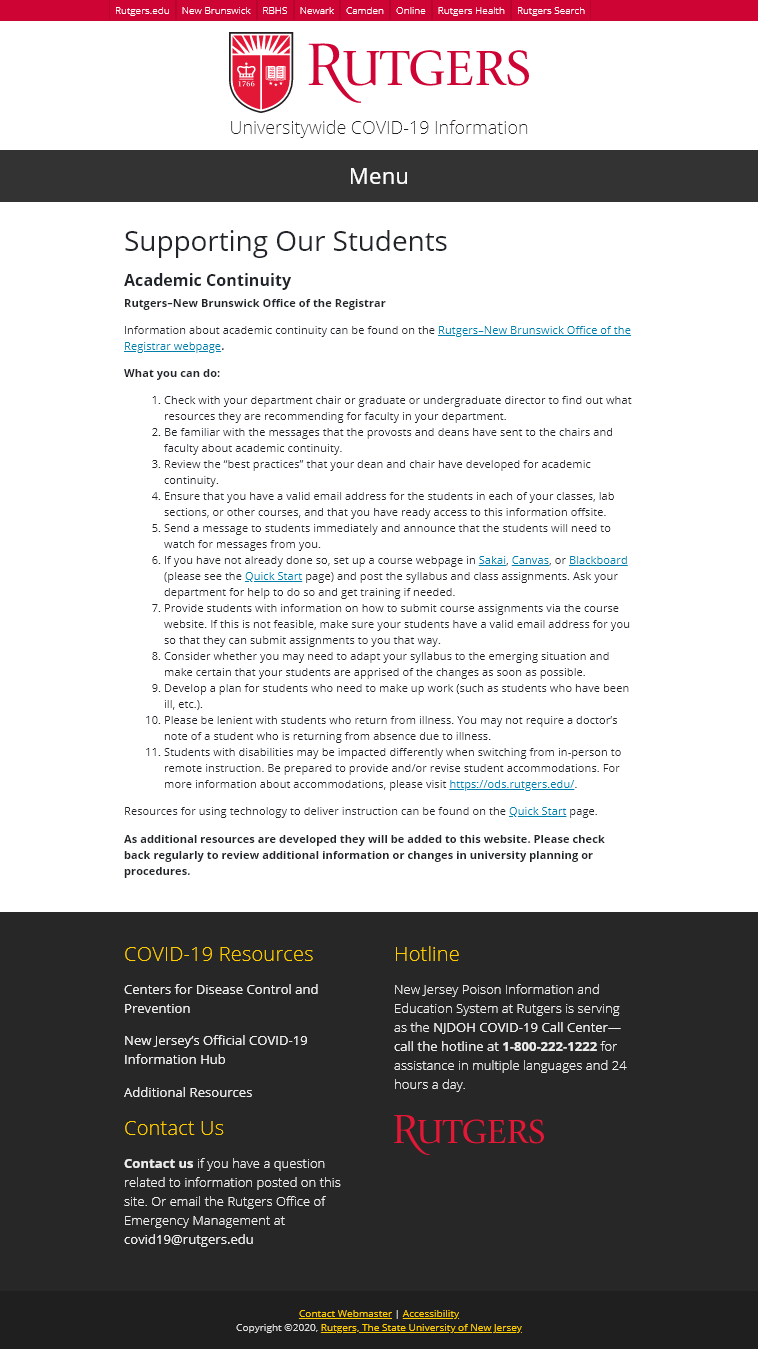 Rutgers.edu New Brunswick RBHS Newark Camden Online Rutgers Health Rutgers Search
1766
RUTGERS
Universitywide COVID-19 Information
Menu
Supporting Our Students
Academic Continuity
Rutgers–New Brunswick Office of the Registrar
Information about academic continuity can be found on the Rutgers–New Brunswick Office of the
Registrar webpage.
What you can do:
1. Check with your department chair or graduate or undergraduate director to find out what
resources they are recommending for faculty in your department.
2. Be familiar with the messages that the provosts and deans have sent to the chairs and
faculty about academic continuity.
3. Review the “best practices” that your dean and chair have developed for academic
continuity.
4. Ensure that you have a valid email address for the students in each of your classes, lab
sections, or other courses, and that you have ready access to this information offsite.
5. Send a message to students immediately and announce that the students will need to
watch for messages from you.
6. If you have not already done so, set up a course webpage in Sakai, Canvas, or Blackboard
(please see the Quick Start page) and post the syllabus and class assignments. Ask your
department for help to do so and get training if needed.
7. Provide students with information on how to submit course assignments via the course
website. If this is not feasible, make sure your students have a valid email address for you
so that they can submit assignments to you that way.
8. Consider whether you may need to adapt your syllabus to the emerging situation and
make certain that your students are apprised of the changes as soon as possible.
9. Develop a plan for students who need to make up work (such as students who have been
ill, etc.).
10. Please be lenient with students who return from illness. You may not require a doctor’s
note of a student who is returning from absence due to illness.
11. Students with disabilities may be impacted differently when switching from in-person to
remote instruction. Be prepared to provide and/or revise student accommodations. For
more information about accommodations, please visit https://ods.rutgers.edu/.
Resources for using technology to deliver instruction can be found on the Quick Start page.
As additional resources are developed they will be added to this website. Please check
back regularly to review additional information or changes in university planning or
procedures.
COVID-19 Resources
Centers for Disease Control and
Prevention
New Jersey’s Official COVID-19
Information Hub
Additional Resources
Contact Us
Contact us if you have a question
related to information posted on this
site. Or email the Rutgers Office of
Emergency Management at
covid19@rutgers.edu
Hotline
New Jersey Poison Information and
Education System at Rutgers is serving
as the NJDOH COVID-19 Call Center—
call the hotline at 1-800-222-1222 for
assistance in multiple languages and 24
hours a day.
RUTGERS
Contact Webmaster | Accessibility
Copyright ©2020, Rutgers, The State University of New Jersey